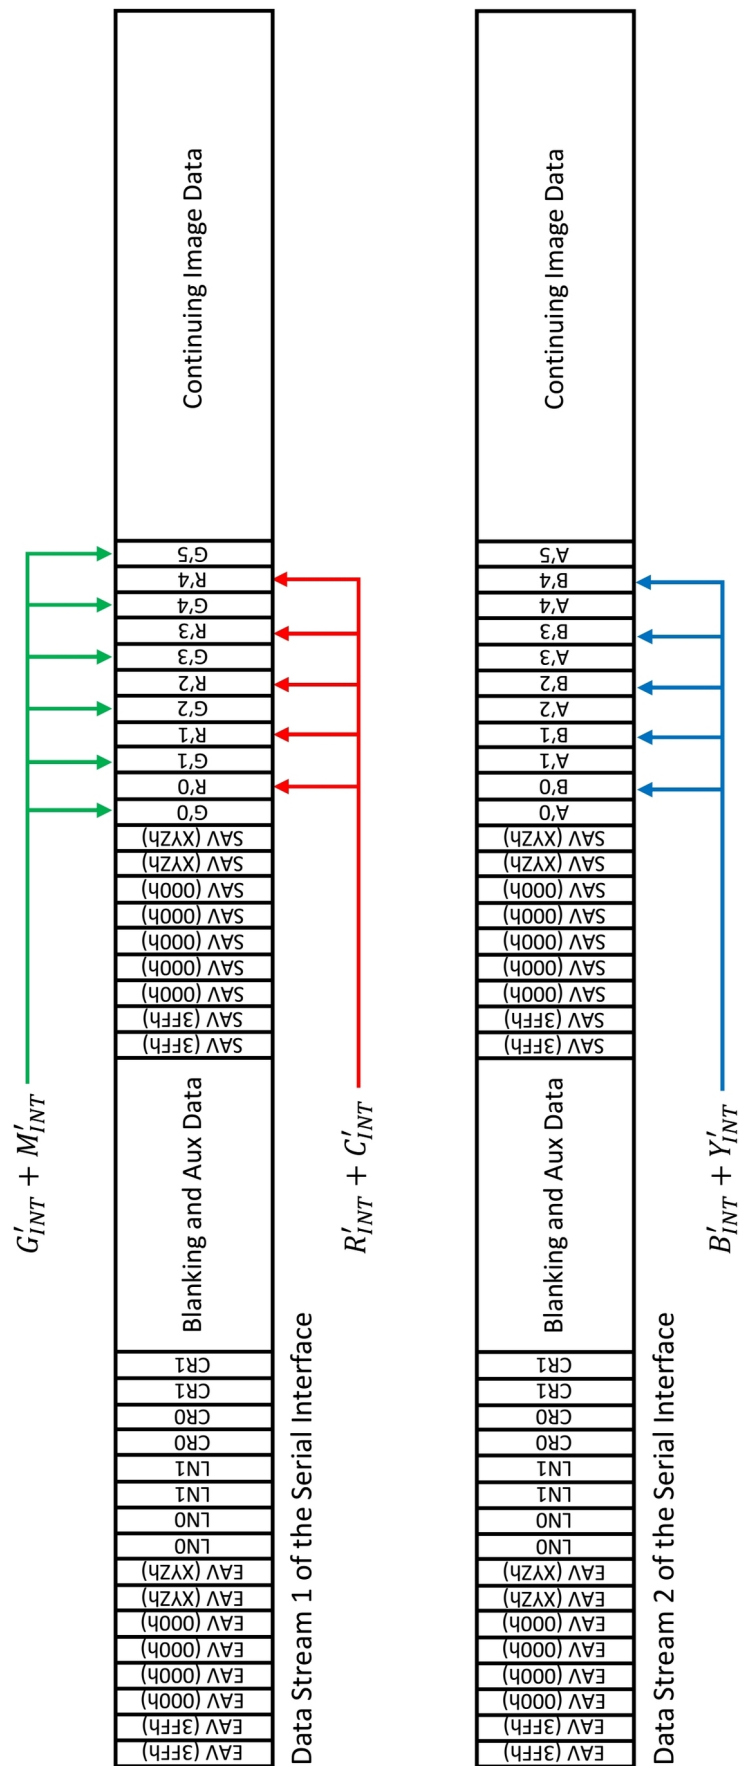 G'INT + M'INT
EAV (3FFh)
EAV (3FFh)
EAV (000h)
EAV (000h)
EAV (000h)
EAV (000h)
EAV (XYZh)
EAV (XYZh)
LN0
LN0
LN1
LN1
CR0
CR0
CR1
CR1
Blanking and Aux Data
SAV (3FFh)
SAV (3FFh)
SAV (000h)
SAV (000h)
SAV (000h)
SAV (000h)
SAV (000h)
SAV (XYZh)
SAV (XYZh)
G'0
R'0
G'1
R'1
G'2
R'2
G'3
R'3
G'4
R'4
G'5
Continuing Image Data
Data Stream 1 of the Serial Interface
R'INT + C'INT
EAV (3FFh)
EAV (3FFh)
EAV (000h)
EAV (000h)
EAV (000h)
EAV (000h)
EAV (XYZh)
EAV (XYZh)
LN0
LN0
LN1
LN1
CR0
CR0
CR1
CR1
Blanking and Aux Data
SAV (3FFh)
SAV (3FFh)
SAV (000h)
SAV (000h)
SAV (000h)
SAV (000h)
SAV (000h)
SAV (XYZh)
SAV (XYZh)
A'0
B'0
A'1
B'1
A'2
B'2
A'3
B'3
A'4
B'4
A'5
Continuing Image Data
Data Stream 2 of the Serial Interface
B'INT + Y'INT